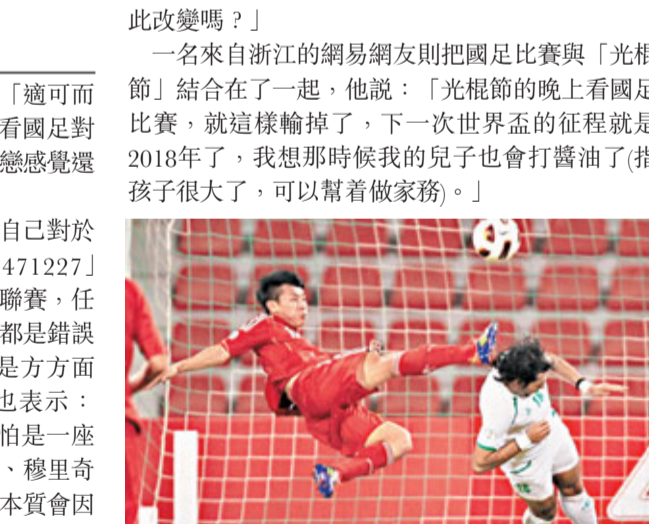 「適可而
看國足對
戀感覺還
自己對於
471227」
聯賽，任
都是錯誤
是方方面
也表示：
怕是一座
、穆里奇
本質會因
此改變嗎？」
一名來自浙江的網易網友則把國足比賽與「光棍
節」結合在了一起，他説：「光棍節的晚上看國足
比賽，就這樣輸掉了，下一次世界盃的征程就是
2018年了，我想那時候我的兒子也會打醬油了(指
孩子很大了，可以幫着做家務)。」